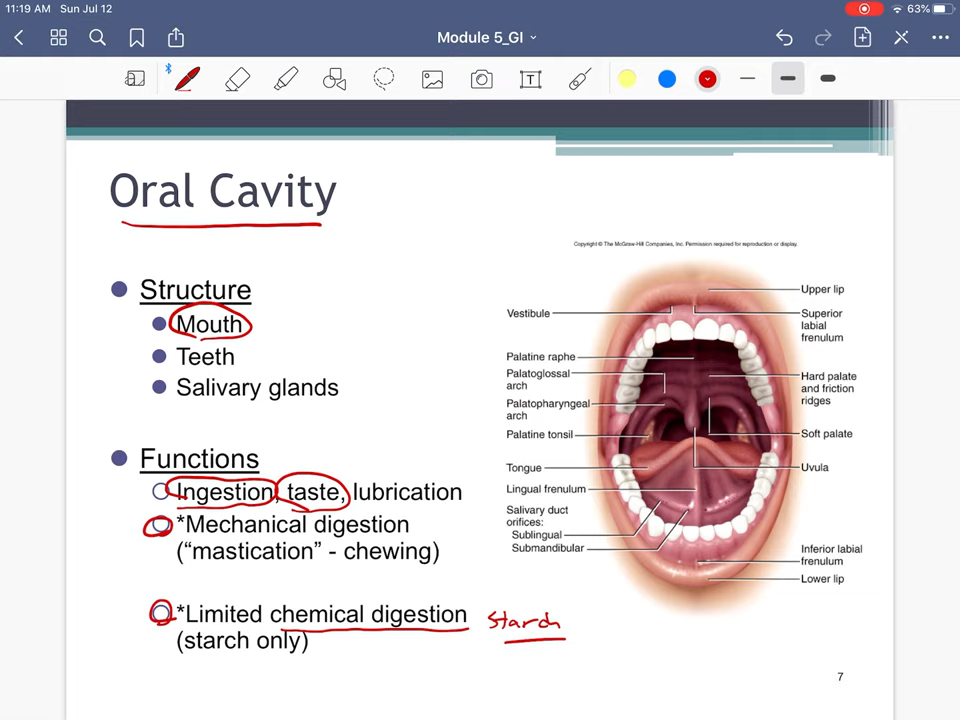 11:19 AM Sun Jul 12
63%
Module 5_GI
T
Oral Cavity
Copyright © The McGraw-Hill Companies, Inc. Permission required for reproduction or display.
Structure
Mouth
Teeth
Salivary glands
Functions
Ingestion, taste, lubrication
*Mechanical digestion
(“mastication” - chewing)
*Limited chemical digestion
(starch only)
Starch
Vestibule
Palatine raphe
Palatoglossal
arch
Palatopharyngeal
arch
Palatine tonsil
Tongue
Lingual frenulum
Salivary duct
orifices:
Sublingual
Submandibular
Upper lip
Superior
labial
frenulum
Hard palate
and friction
ridges
Soft palate
Uvula
Inferior labial
frenulum
Lower lip
7